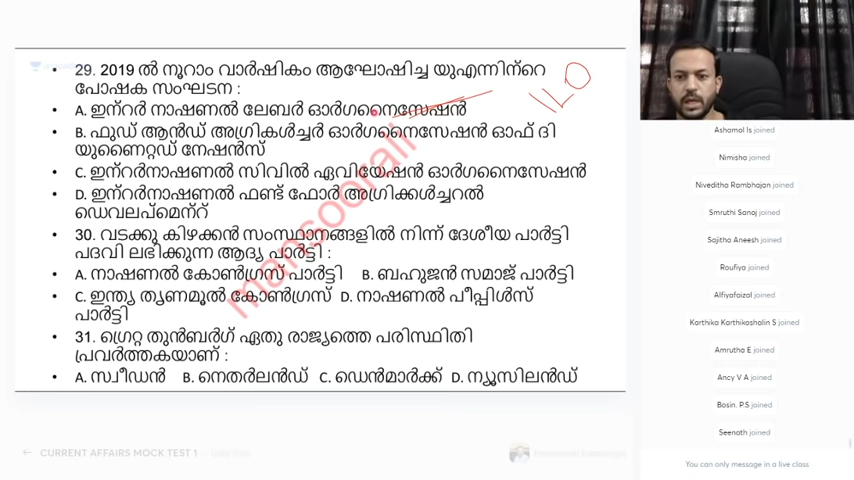 29. 2019 ൽ നൂറാം വാർഷികം ആഘോഷിച്ച യുഎന്നിന്റെ
പോഷക സംഘടന :
A. ഇന്റർ നാഷണൽ ലേബർ ഓർഗനൈസേഷൻ
B. ഫുഡ് ആൻഡ് അഗ്രികൾച്ചർ ഓർഗനൈസേഷൻ ഓഫ് ദി
യുണൈറ്റഡ് നേഷൻസ്
C. ഇന്റർനാഷണൽ സിവിൽ ഏവിയേഷൻ ഓർഗനൈസേഷൻ
D. ഇന്റർനാഷണൽ ഫണ്ട് ഫോർ അഗ്രിക്കൾച്ചറൽ
ഡെവലപ്മെന്റ്
30. വടക്കു കിഴക്കൻ സംസ്ഥാനങ്ങളിൽ നിന്ന് ദേശീയ പാർട്ടി
പദവി ലഭിക്കുന്ന ആദ്യ പാർട്ടി :
A. നാഷണൽ കോൺഗ്രസ് പാർട്ടി B. ബഹുജൻ സമാജ് പാർട്ടി
C. ഇന്ത്യ തൃണമൂൽ കോൺഗ്രസ് D. നാഷണൽ പീപ്പിൾസ്
പാർട്ടി
31. ഗ്രെറ്റ തുൻബർഗ് ഏതു രാജ്യത്തെ പരിസ്ഥിതി
പ്രവർത്തകയാണ് :
A. സ്വീഡൻ B. നെതർലൻഡ് C. ഡെൻമാർക്ക് D. ന്യൂസിലൻഡ്
ILO
mansoorali
CURRENT AFFAIRS MOCK TEST 1
Ashamol Is joined
Nimisha joined
Niveditha Rambhajan joined
Smruthi Sanoj joined
Sajitha Aneesh joined
Roufiya joined
Alfiyafaizal joined
Karthika Karthikashalin S joined
Amrutha E joined
Ancy V A joined
Bosin. P.S joined
Seenath joined
You can only message in a live class